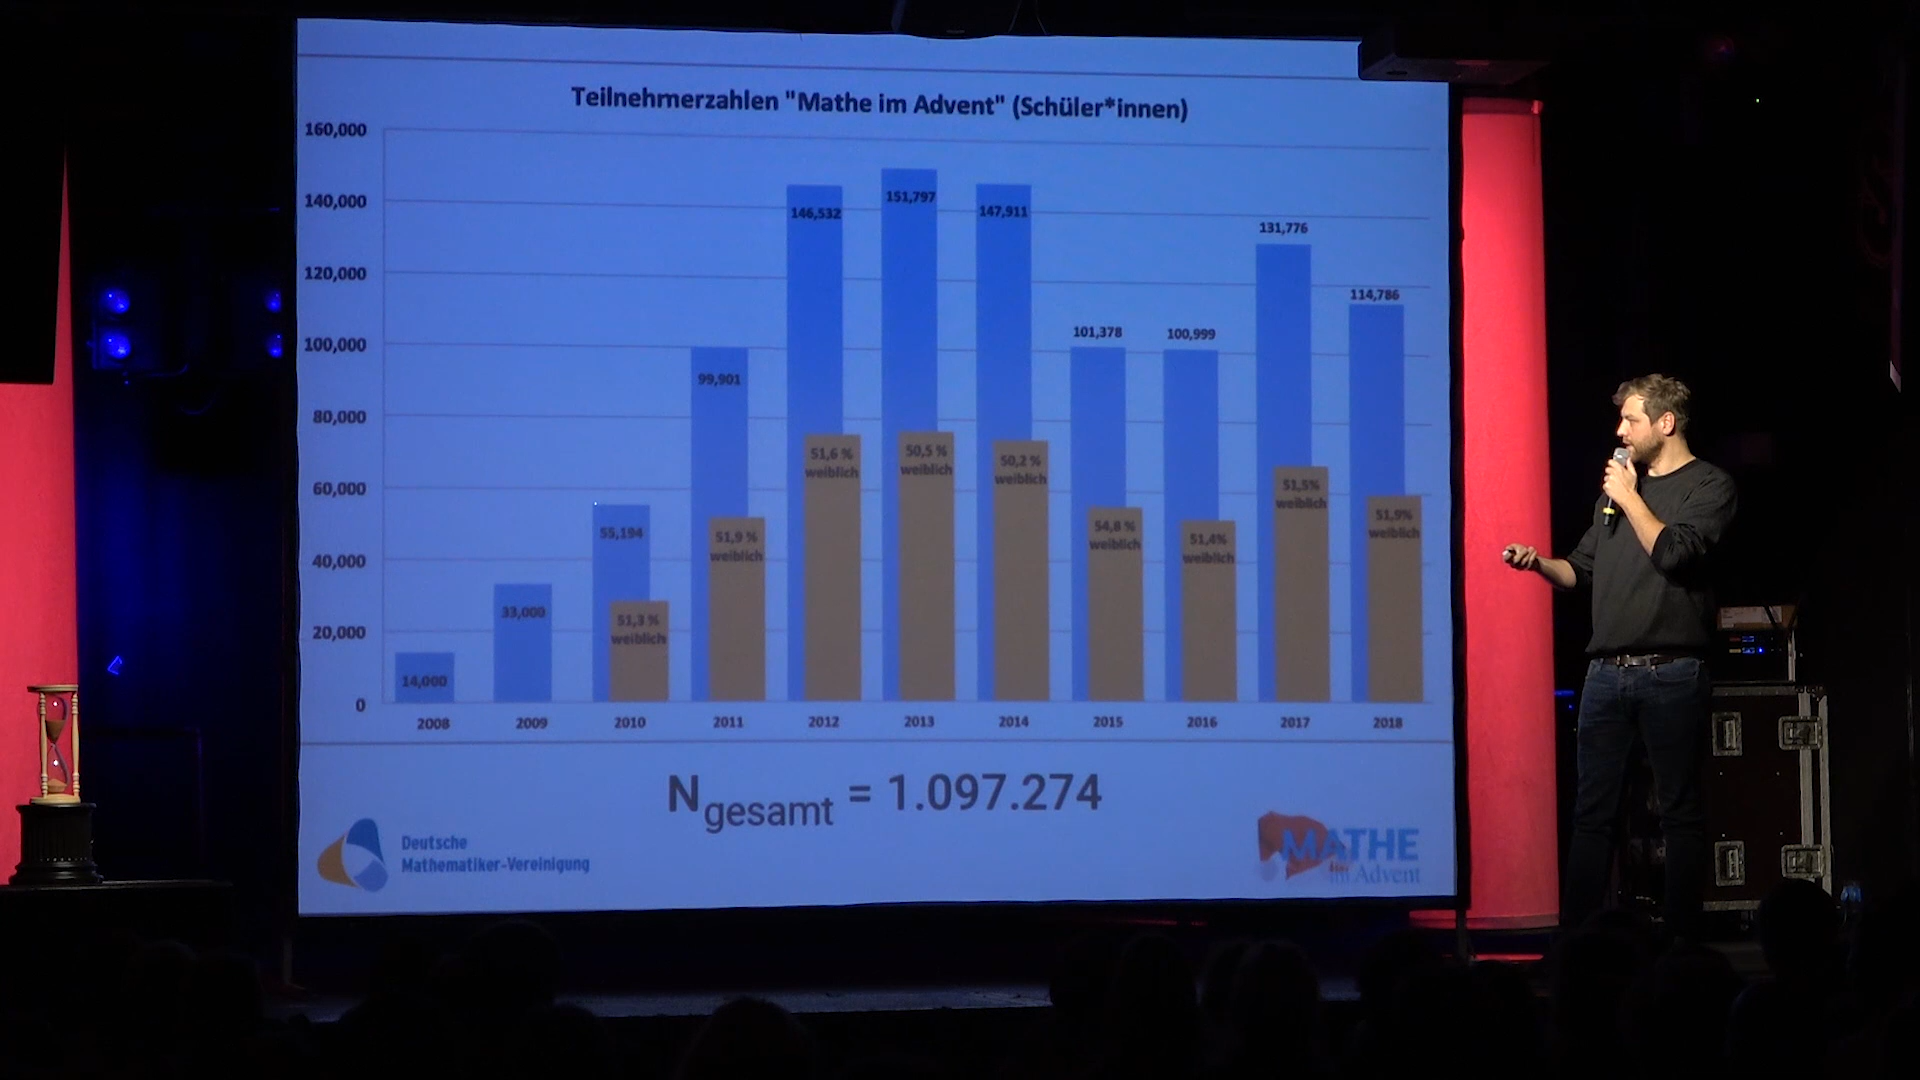 Teilnehmerzahlen "Mathe im Advent" (Schüler*innen)
160,000
140,000
120,000
100,000
80,000
60,000
40,000
20,000
0
14,000
33,000
55,194
51,3 %
weiblich
99,901
51,9 %
weiblich
146,532
51,6 %
weiblich
151,797
50,5 %
weiblich
147,911
50,2 %
weiblich
101,378
54,8 %
weiblich
100,999
51,4%
weiblich
131,776
51,5%
weiblich
114,786
51,9%
weiblich
2008 2009 2010 2011 2012 2013 2014 2015 2016 2017 2018
Ngesamt = 1.097.274
Deutsche
Mathematiker-Vereinigung
MATHE
im Advent